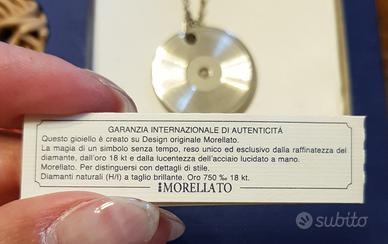 GARANZIA INTERNAZIONALE DI AUTENTICITÁ
Questo gioiello è creato su Design originale Morellato.
La magia di un simbolo senza tempo, reso unico ed esclusivo dalla raffinatezza del
diamante, dall'oro 18 kt e dalla lucentezza dell'acciaio lucidato a mano.
Morellato. Per distinguersi con dettagli di stile.
Diamanti naturali (H/I) a taglio brillante. Oro 750 ‰ 18 kt.
MORELLATO
subito